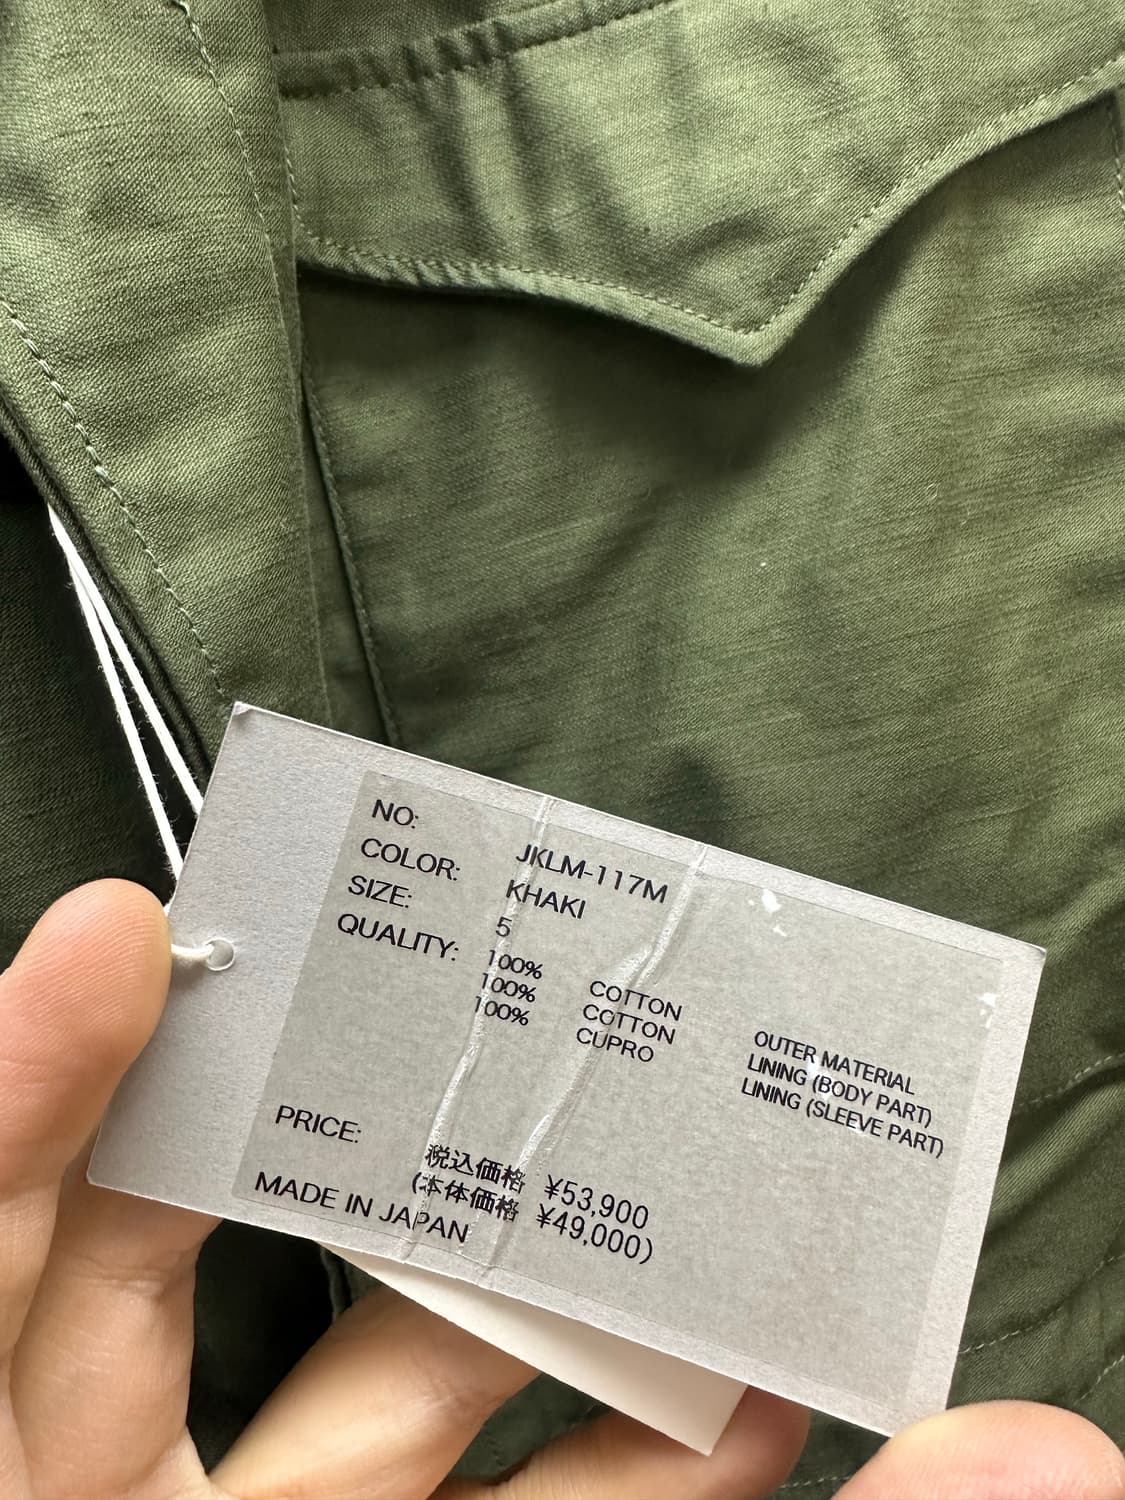 NO: JKLM-117M
COLOR: KHAKI
SIZE: 5
QUALITY: 100% COTTON OUTER MATERIAL
100% COTTON LINING (BODY PART)
100% CUPRO LINING (SLEEVE PART)
PRICE: 税込価格 ¥53,900
(本体価格 ¥49,000)
MADE IN JAPAN